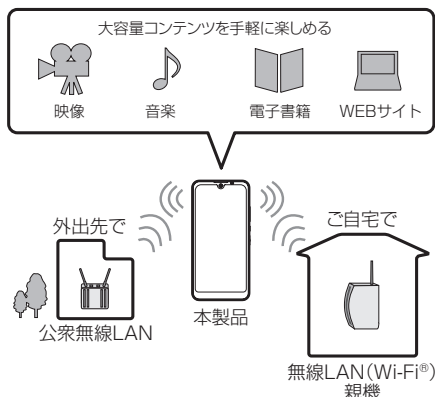 大容量コンテンツを手軽に楽しめる
映像 音楽 電子書籍 WEBサイト
外出先で
ご自宅で
公衆無線LAN
本製品
無線LAN(Wi-Fi®)
親機